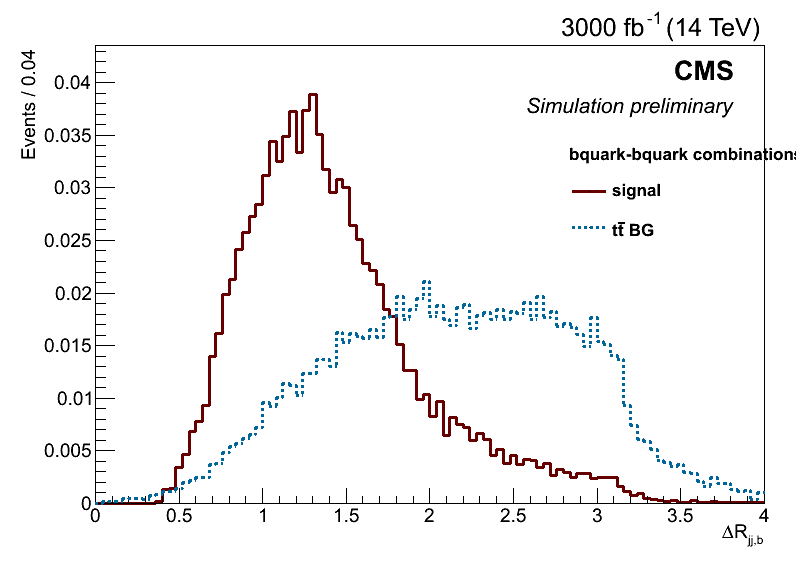 3000 fb⁻¹ (14 TeV)
CMS
Simulation preliminary
bquark-bquark combinations
signal
tt̄ BG
Events / 0.04
0.04
0.035
0.03
0.025
0.02
0.015
0.01
0.005
0
0 0.5 1 1.5 2 2.5 3 3.5 4
ΔR_jj,b